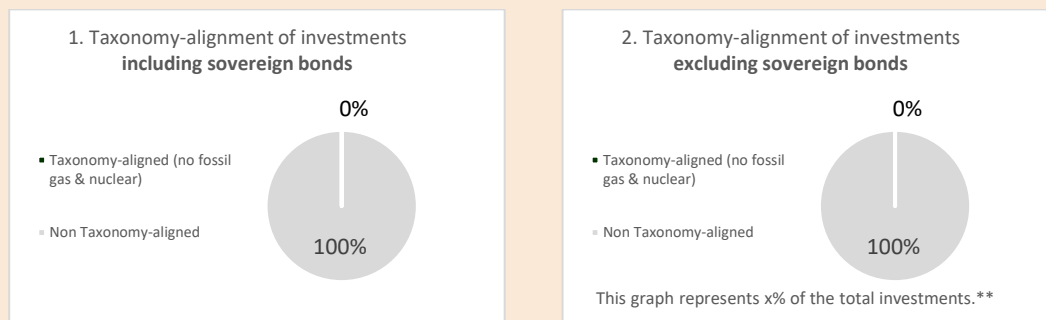 1. Taxonomy-alignment of investments
including sovereign bonds
0%
Taxonomy-aligned (no fossil
gas & nuclear)
Non Taxonomy-aligned
100%
2. Taxonomy-alignment of investments
excluding sovereign bonds
0%
Taxonomy-aligned (no fossil
gas & nuclear)
Non Taxonomy-aligned
100%
This graph represents x% of the total investments.**